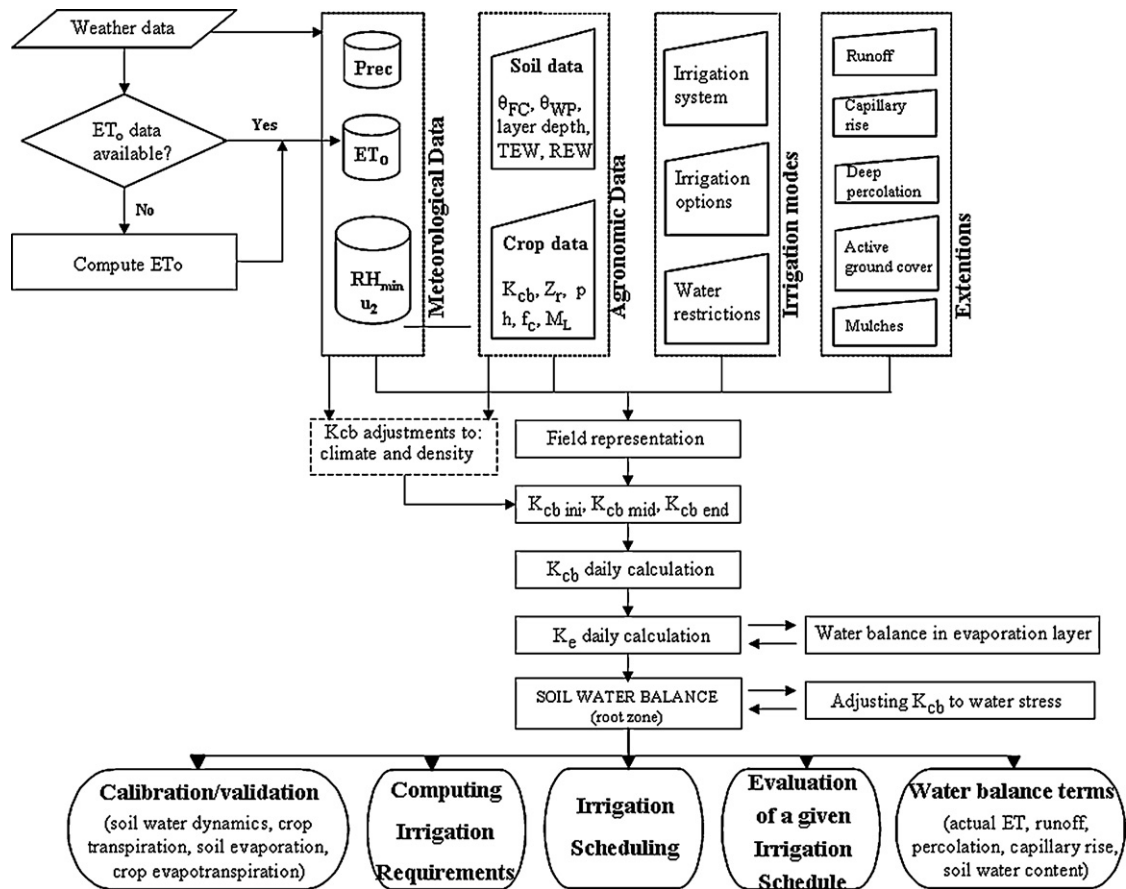 Weather data
ETo data
available?
Yes
No
Compute ETo
Prec
ET0
RHmin
u2
Meteorological Data
Soil data
θFC, θWP,
layer depth,
TEW, REW
Crop data
Kcb, Zr, p
h, fc, ML
Agronomic Data
Irrigation
system
Irrigation
options
Water
restrictions
Irrigation modes
Runoff
Capillary
rise
Deep
percolation
Active
ground cover
Mulches
Extentions
Kcb adjustments to:
climate and density
Field representation
Kcb ini, Kcb mid, Kcb end
Kcb daily calculation
Ke daily calculation
Water balance in evaporation layer
SOIL WATER BALANCE
(root zone)
Adjusting Kcb to water stress
Calibration/validation
(soil water dynamics, crop
transpiration, soil evaporation,
crop evapotranspiration)
Computing
Irrigation
Requirements
Irrigation
Scheduling
Evaluation
of a given
Irrigation
Schedule
Water balance terms
(actual ET, runoff,
percolation, capillary rise,
soil water content)